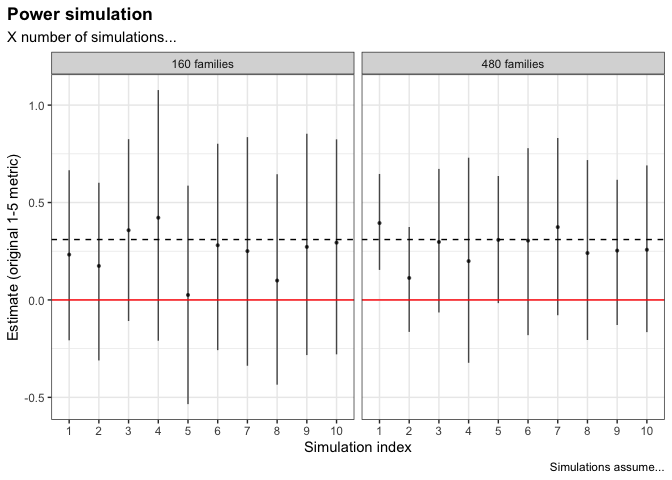 Power simulation
X number of simulations...
160 families
480 families
Estimate (original 1-5 metric)
1.0
0.5
0.0
-0.5
1 2 3 4 5 6 7 8 9 10
1 2 3 4 5 6 7 8 9 10
Simulation index
Simulations assume...